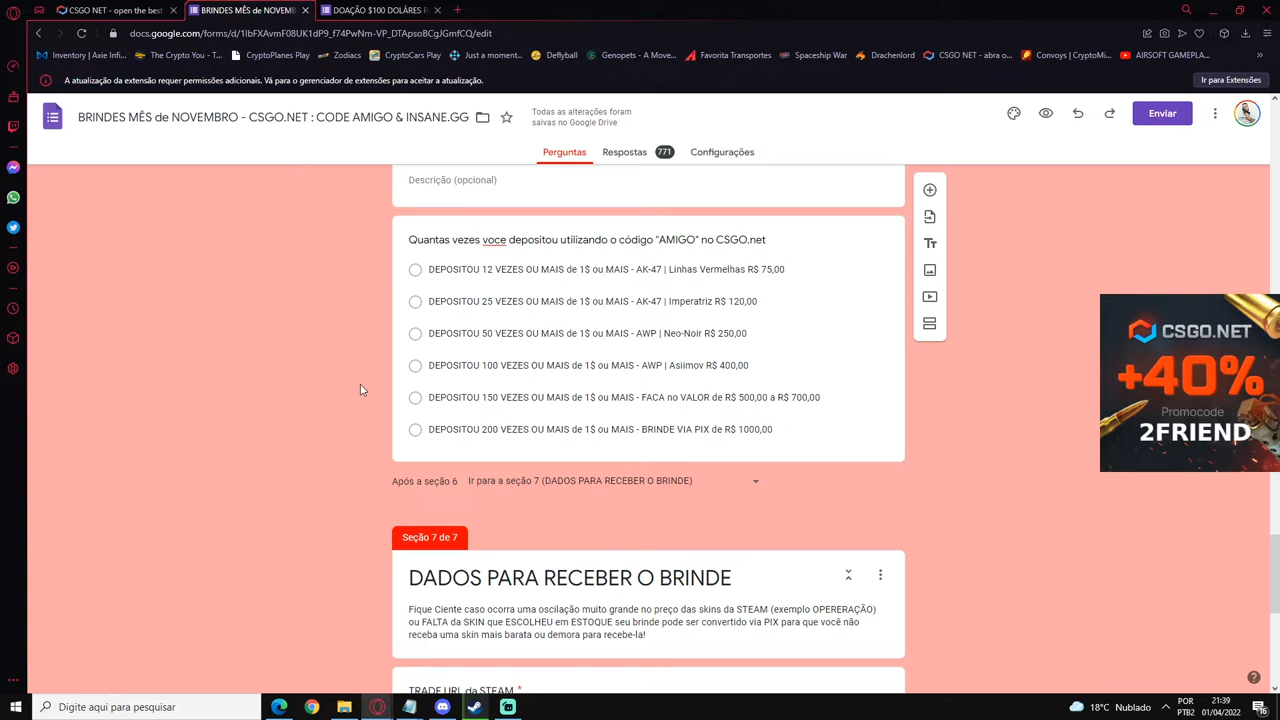 CSGO NET - open the best
BRINDES MÊS de NOVEMB
DOAÇÃO $100 DOLÁRES P
docs.google.com/forms/d/1IbFXAvmF08UK1dP9_f74PwNm-VP_DTApsoBCgJGmfCQ/edit
Inventory | Axie Infi...
The Crypto You - T...
CryptoPlanes Play
Zodiacs
CryptoCars Play
Just a moment...
Deflyball
Genopets - A Move...
Favorita Transportes
Spaceship War
Drachenlord
CSGO NET - abra o...
Convoys | CryptoMi...
AIRSOFT GAMEPLA...
A atualização da extensão requer permissões adicionais. Vá para o gerenciador de extensões para aceitar a atualização.
Ir para Extensões
BRINDES MÊS de NOVEMBRO - CSGO.NET : CODE AMIGO & INSANE.GG
Todas as alterações foram
salvas no Google Drive
Enviar
Perguntas
Respostas 771
Configurações
Descrição (opcional)
Quantas vezes voce depositou utilizando o código "AMIGO" no CSGO.net
DEPOSITOU 12 VEZES OU MAIS de 1$ ou MAIS - AK-47 | Linhas Vermelhas R$ 75,00
DEPOSITOU 25 VEZES OU MAIS de 1$ ou MAIS - AK-47 | Imperatriz R$ 120,00
DEPOSITOU 50 VEZES OU MAIS de 1$ ou MAIS - AWP | Neo-Noir R$ 250,00
DEPOSITOU 100 VEZES OU MAIS de 1$ ou MAIS - AWP | Asiimov R$ 400,00
DEPOSITOU 150 VEZES OU MAIS de 1$ ou MAIS - FACA no VALOR de R$ 500,00 a R$ 700,00
DEPOSITOU 200 VEZES OU MAIS de 1$ ou MAIS - BRINDE VIA PIX de R$ 1000,00
CSGO.NET
+40%
Promocode
2FRIEND
Após a seção 6 Ir para a seção 7 (DADOS PARA RECEBER O BRINDE)
Seção 7 de 7
DADOS PARA RECEBER O BRINDE
Fique Ciente caso ocorra uma oscilação muito grande no preço das skins da STEAM (exemplo OPERERAÇÃO)
ou FALTA da SKIN que ESCOLHEU em ESTOQUE seu brinde pode ser convertido via PIX para que você não
receba uma skin mais barata ou demora para recebe-la!
TRADE URL da STEAM *
Digite aqui para pesquisar
18°C Nublado
POR
PTB2
21:39
01/04/2022
16